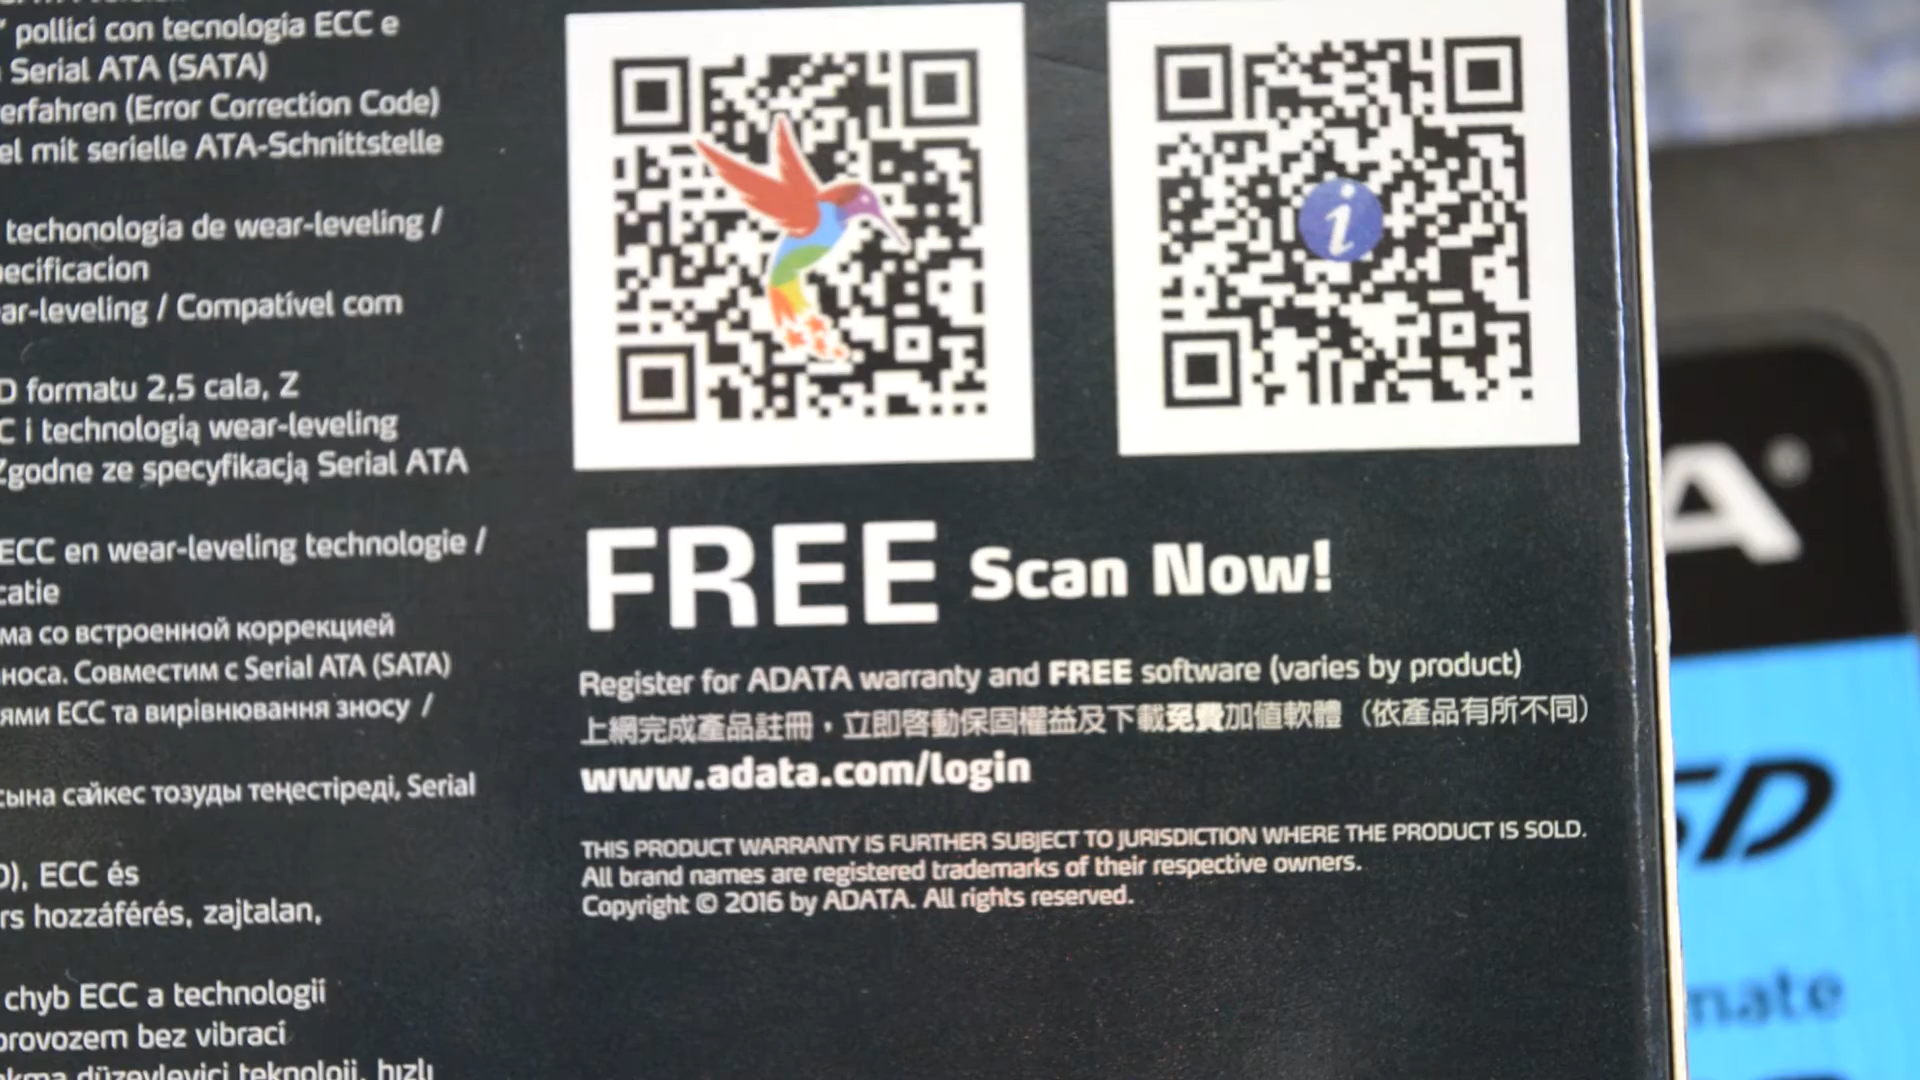 " pollici con tecnologia ECC e
Serial ATA (SATA)
erfahren (Error Correction Code)
el mit serielle ATA-Schnittstelle
techonologia de wear-leveling /
ecificacion
ar-leveling / Compatível com
D formatu 2,5 cala, Z
C i technologią wear-leveling
Zgodne ze specyfikacją Serial ATA
ECC en wear-leveling technologie /
catie
ма со встроенной коррекцией
носа. Совместим с Serial ATA (SATA)
ями ECC та вирівнювання зносу /
сына сәйкес тозуды теңестіреді, Serial
D), ECC és
rs hozzáférés, zajtalan,
chyb ECC a technologií
provozem bez vibrací
düzeyleyici teknoloji, hızlı
i
FREE Scan Now!
Register for ADATA warranty and FREE software (varies by product)
上網完成產品註冊，立即啓動保固權益及下載免費加值軟體（依產品有所不同）
www.adata.com/login
THIS PRODUCT WARRANTY IS FURTHER SUBJECT TO JURISDICTION WHERE THE PRODUCT IS SOLD.
All brand names are registered trademarks of their respective owners.
Copyright © 2016 by ADATA. All rights reserved.
A®
SD
mate